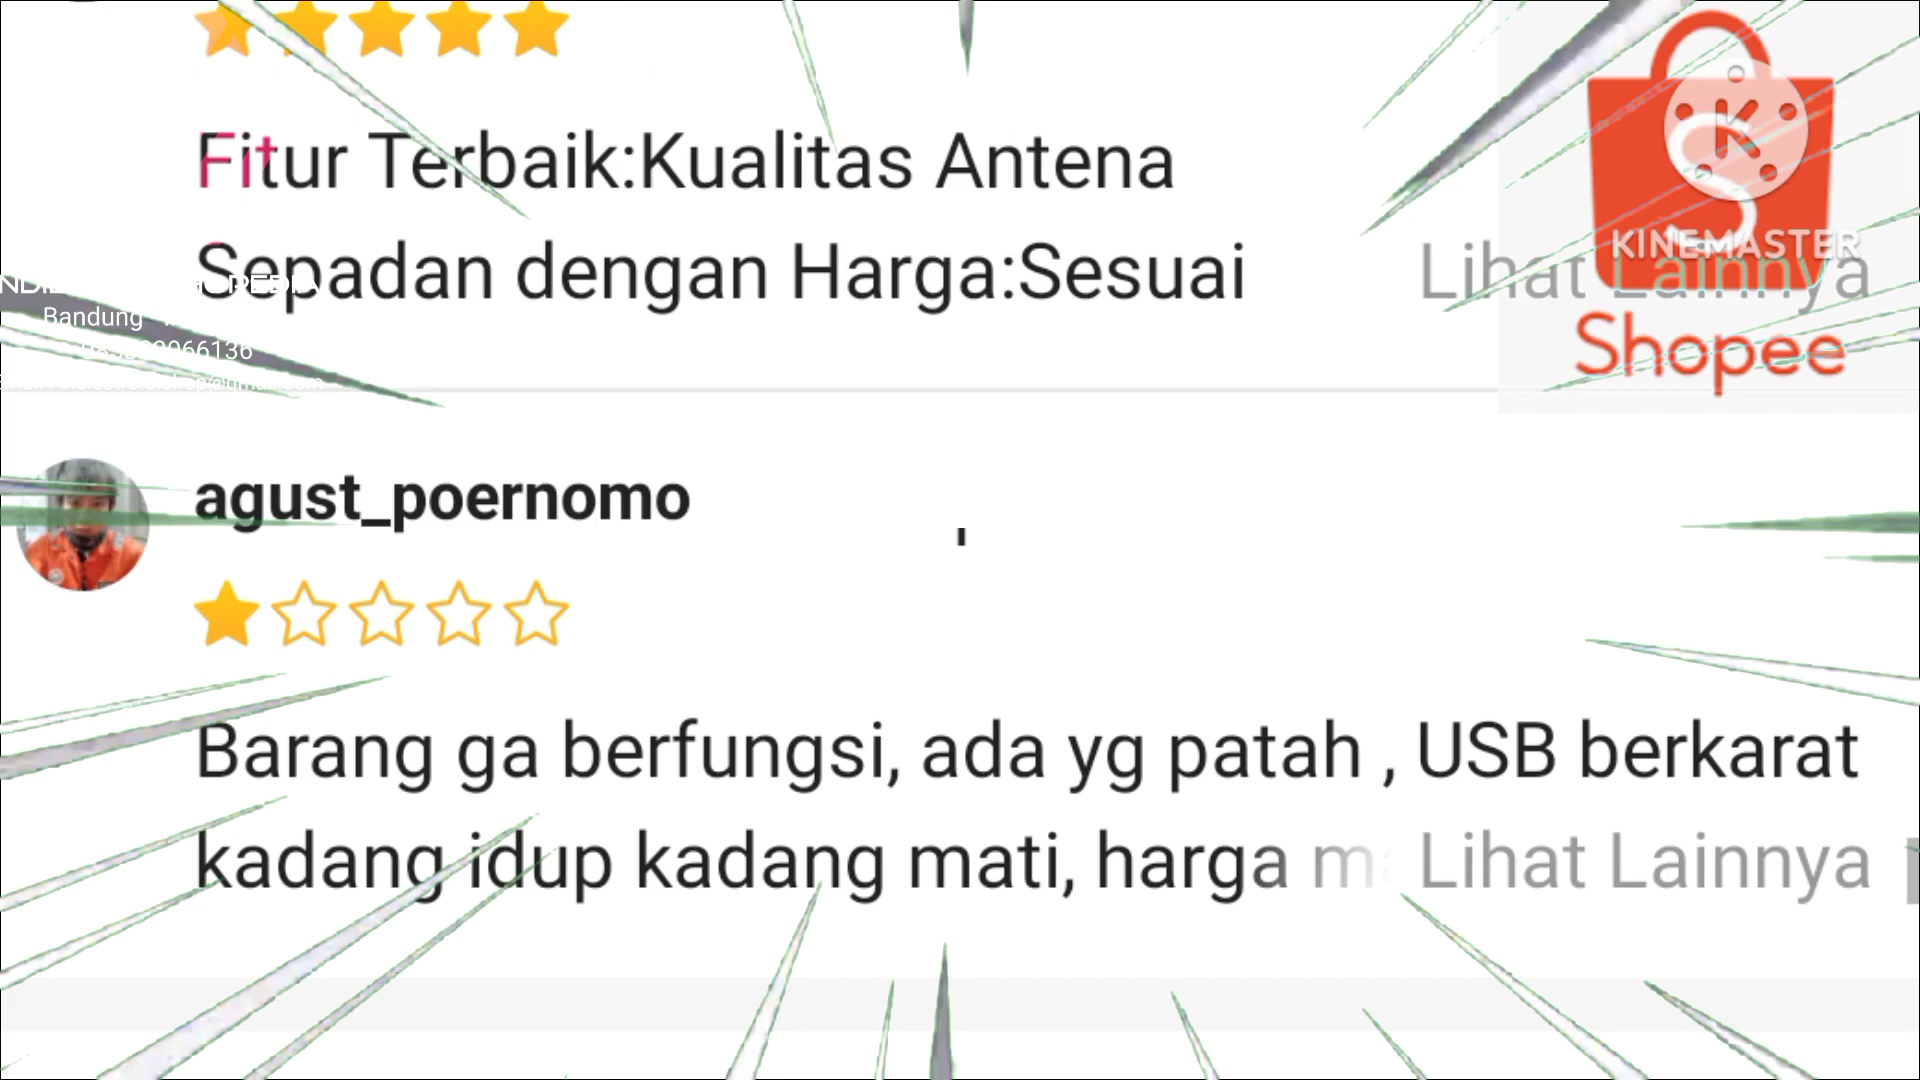 Fitur Terbaik:Kualitas Antena
Sepadan dengan Harga:Sesuai
Lihat Lainnya
KINEMASTER
Shopee
Bandung
agust_poernomo
Barang ga berfungsi, ada yg patah , USB berkarat
kadang idup kadang mati, harga
Lihat Lainnya